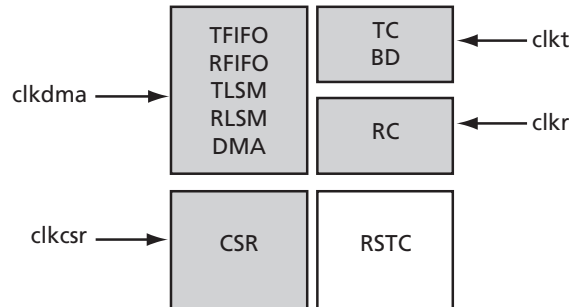 TFIFO
RFIFO
TLSM
RLSM
DMA
TC
BD
clkt
clkdma
RC
clkr
clkcsr
CSR
RSTC